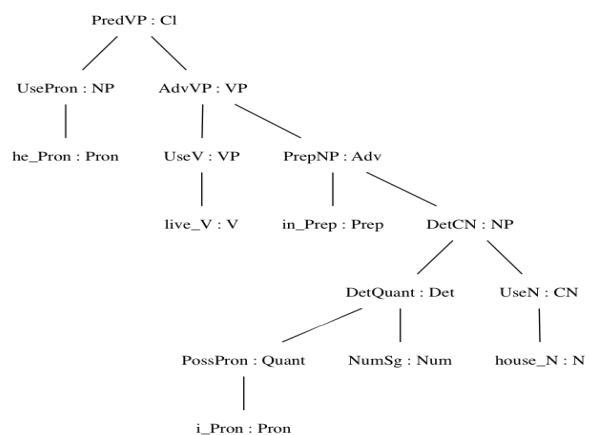 PredVP : Cl
UsePron : NP AdvVP : VP
he_Pron : Pron UseV : VP PrepNP : Adv
live_V : V in_Prep : Prep DetCN : NP
DetQuant : Det UseN : CN
PossPron : Quant NumSg : Num house_N : N
i_Pron : Pron